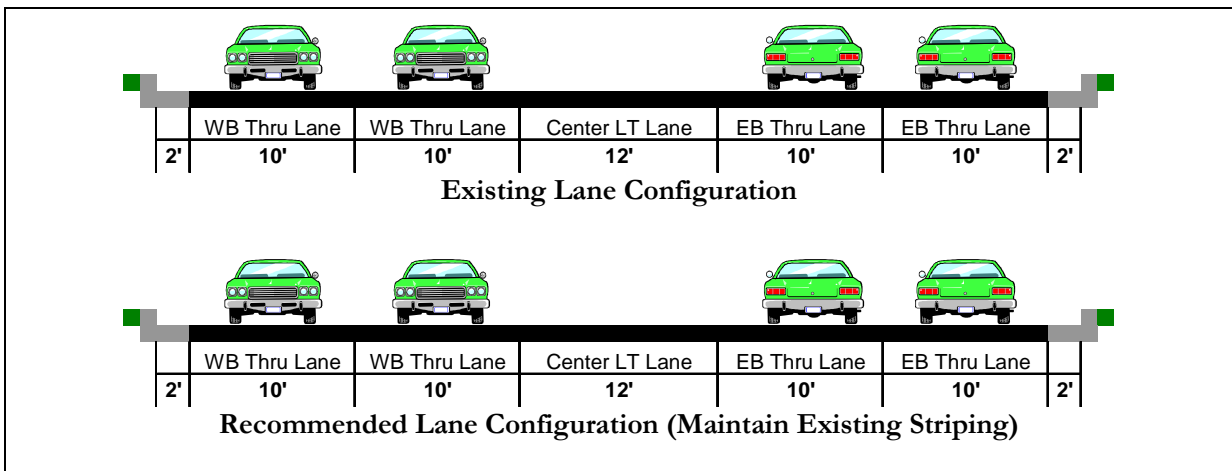 WB Thru Lane WB Thru Lane Center LT Lane EB Thru Lane EB Thru Lane
2' 10' 10' 12' 10' 10' 2'
Existing Lane Configuration
WB Thru Lane WB Thru Lane Center LT Lane EB Thru Lane EB Thru Lane
2' 10' 10' 12' 10' 10' 2'
Recommended Lane Configuration (Maintain Existing Striping)